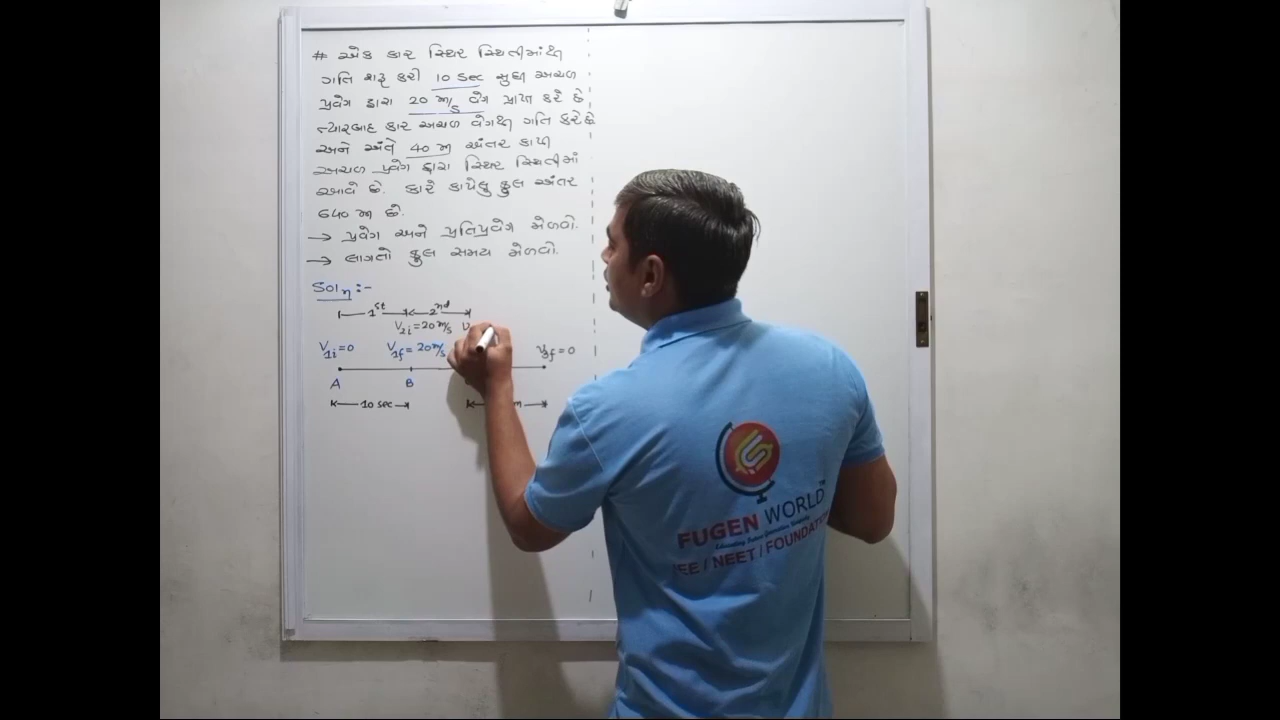 # એક કાર સ્થિર સ્થિતીમાંથી
ગતિ શરૂ કરી 10 sec સુધી અચળ
પ્રવેગ દ્વારા 20 m/s વેગ પ્રાપ્ત કરે છે
ત્યારબાદ કાર અચળ વેગથી ગતિ કરે છે
અને અંતે 40 m અંતર કાપી
અચળ પ્રવેગ દ્વારા સ્થિર સ્થિતીમાં
આવે છે. કારે કાપેલુ કુલ અંતર
640 m છે.
→ પ્રવેગ અને પ્રતિપ્રવેગ મેળવો.
→ લાગતો કુલ સમય મેળવો.
Solⁿ :-
1st 2nd
V2i = 20 m/s
V1i = 0 V1f = 20 m/s V3f = 0
A B
10 sec m
FUGEN WORLD
JEE / NEET / FOUNDATION